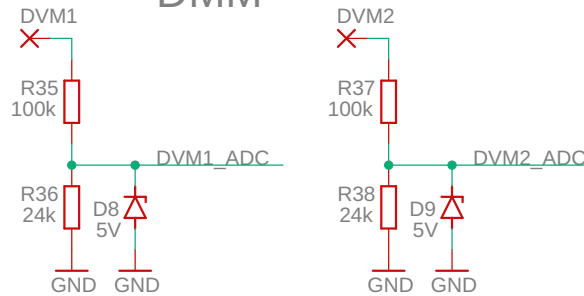 DMM
DVM1
R35
100k
DVM1_ADC
R36
24k
D8
5V
GND
GND
DVM2
R37
100k
DVM2_ADC
R38
24k
D9
5V
GND
GND